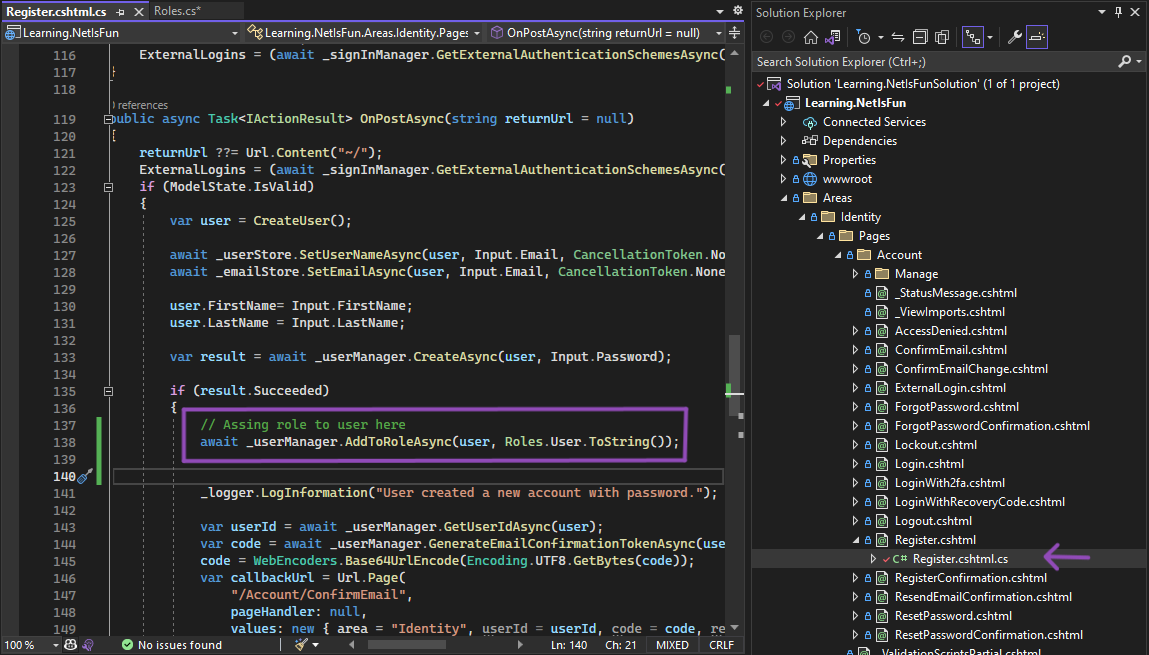 Register.cshtml.cs*
Roles.cs*
Learning.NetIsFun
Learning.NetIsFun.Areas.Identity.Pages
OnPostAsync(string returnUrl = null)
116 ExternalLogins = (await _signInManager.GetExternalAuthenticationSchemesAsync(
117 }
118
0 references
119 public async Task<IActionResult> OnPostAsync(string returnUrl = null)
120 {
121 returnUrl ??= Url.Content("~/");
122 ExternalLogins = (await _signInManager.GetExternalAuthenticationSchemesAsync(
123 if (ModelState.IsValid)
124 {
125 var user = CreateUser();
126
127 await _userStore.SetUserNameAsync(user, Input.Email, CancellationToken.No
128 await _emailStore.SetEmailAsync(user, Input.Email, CancellationToken.None
129
130 user.FirstName= Input.FirstName;
131 user.LastName = Input.LastName;
132
133 var result = await _userManager.CreateAsync(user, Input.Password);
134
135 if (result.Succeeded)
136 {
137 // Assing role to user here
138 await _userManager.AddToRoleAsync(user, Roles.User.ToString());
139
140
141 _logger.LogInformation("User created a new account with password.");
142
143 var userId = await _userManager.GetUserIdAsync(user);
144 var code = await _userManager.GenerateEmailConfirmationTokenAsync(use
145 code = WebEncoders.Base64UrlEncode(Encoding.UTF8.GetBytes(code));
146 var callbackUrl = Url.Page(
147 "/Account/ConfirmEmail",
148 pageHandler: null,
149 values: new { area = "Identity", userId = userId, code = code, re
100 %
No issues found
Ln: 140
Ch: 21
MIXED
CRLF
Solution Explorer
Search Solution Explorer (Ctrl+;)
Solution 'Learning.NetIsFunSolution' (1 of 1 project)
Learning.NetIsFun
Connected Services
Dependencies
Properties
wwwroot
Areas
Identity
Pages
Account
Manage
_StatusMessage.cshtml
_ViewImports.cshtml
AccessDenied.cshtml
ConfirmEmail.cshtml
ConfirmEmailChange.cshtml
ExternalLogin.cshtml
ForgotPassword.cshtml
ForgotPasswordConfirmation.cshtml
Lockout.cshtml
Login.cshtml
LoginWith2fa.cshtml
LoginWithRecoveryCode.cshtml
Logout.cshtml
Register.cshtml
C# Register.cshtml.cs
RegisterConfirmation.cshtml
ResendEmailConfirmation.cshtml
ResetPassword.cshtml
ResetPasswordConfirmation.cshtml
_ValidationScriptsPartial.cshtml